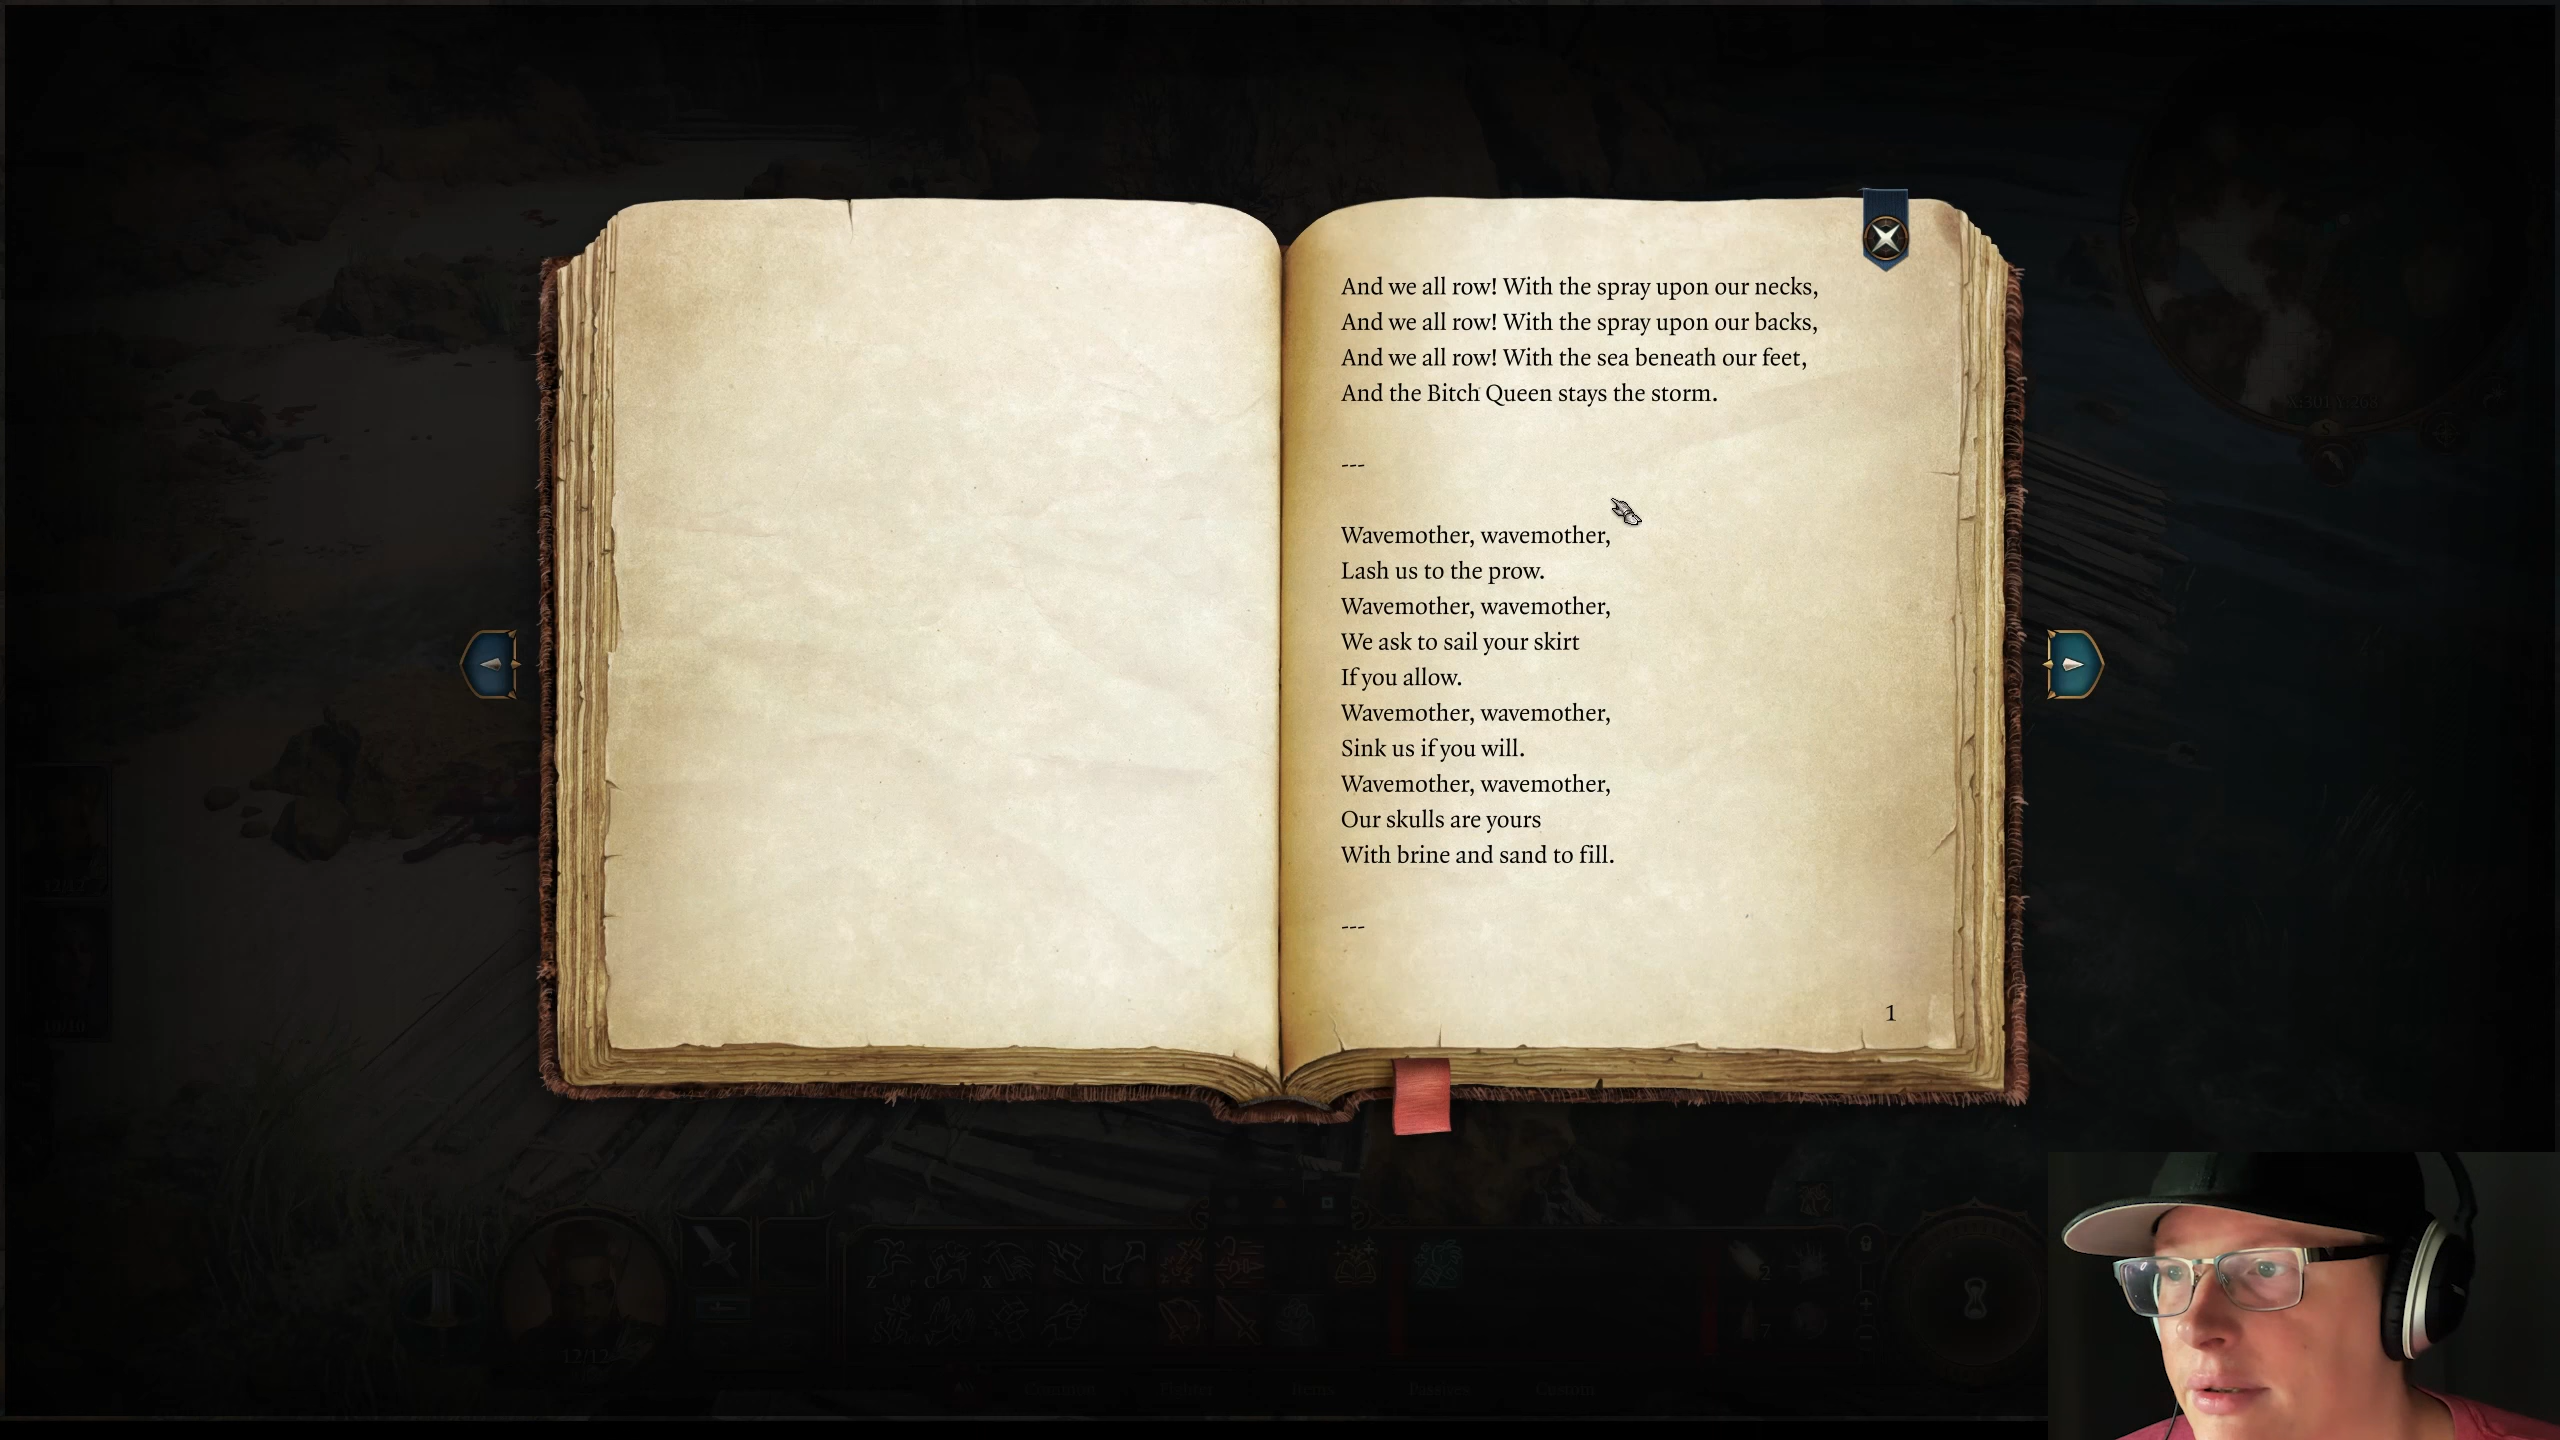 And we all row! With the spray upon our necks,
And we all row! With the spray upon our backs,
And we all row! With the sea beneath our feet,
And the Bitch Queen stays the storm.
---
Wavemother, wavemother,
Lash us to the prow.
Wavemother, wavemother,
We ask to sail your skirt
If you allow.
Wavemother, wavemother,
Sink us if you will.
Wavemother, wavemother,
Our skulls are yours
With brine and sand to fill.
---
1
12/12
Common